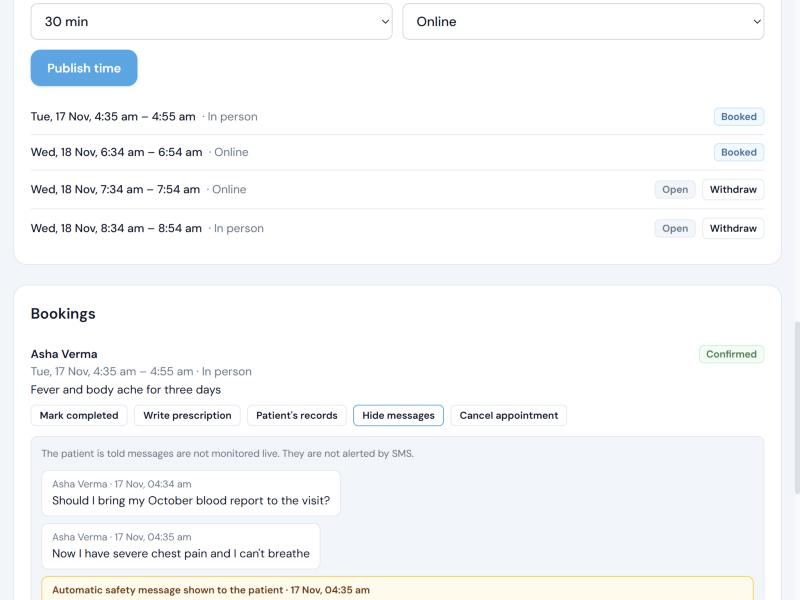 30 min
Online
Publish time
Tue, 17 Nov, 4:35 am – 4:55 am · In person
Booked
Wed, 18 Nov, 6:34 am – 6:54 am · Online
Booked
Wed, 18 Nov, 7:34 am – 7:54 am · Online
Open
Withdraw
Wed, 18 Nov, 8:34 am – 8:54 am · In person
Open
Withdraw
Bookings
Asha Verma
Confirmed
Tue, 17 Nov, 4:35 am – 4:55 am · In person
Fever and body ache for three days
Mark completed
Write prescription
Patient's records
Hide messages
Cancel appointment
The patient is told messages are not monitored live. They are not alerted by SMS.
Asha Verma · 17 Nov, 04:34 am
Should I bring my October blood report to the visit?
Asha Verma · 17 Nov, 04:35 am
Now I have severe chest pain and I can't breathe
Automatic safety message shown to the patient · 17 Nov, 04:35 am